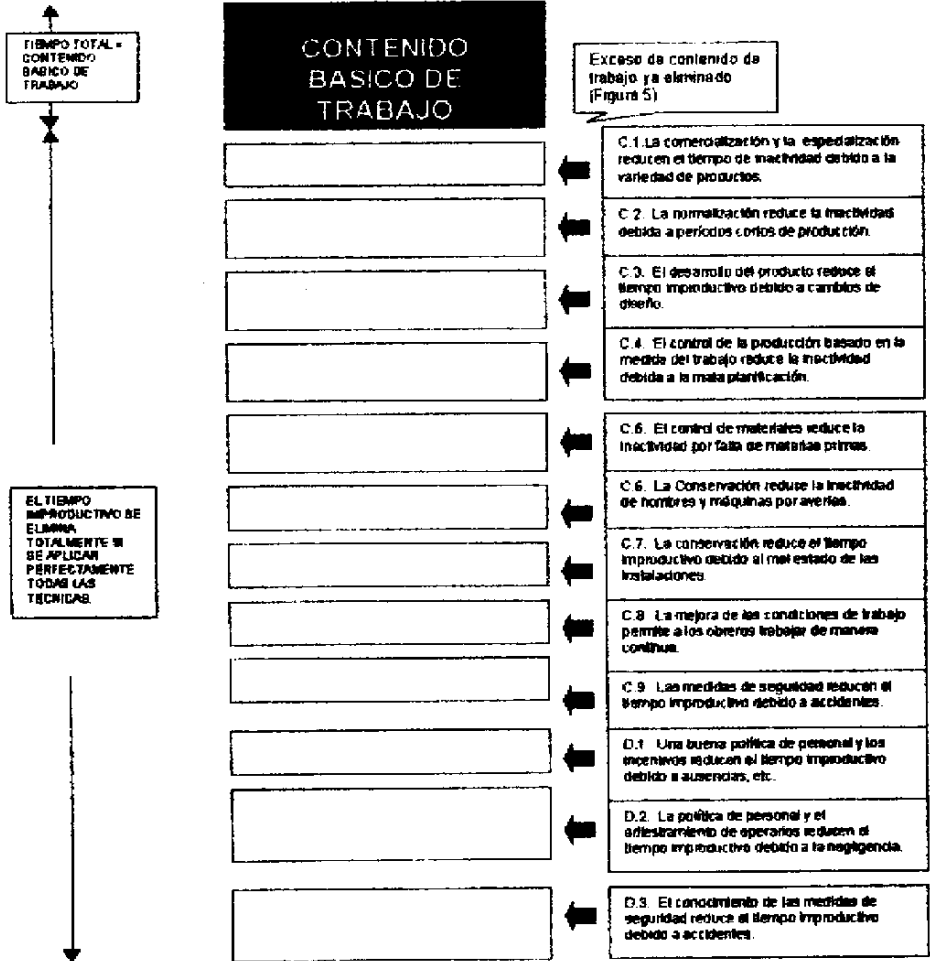 TIEMPO TOTAL =
CONTENIDO
BASICO DE
TRABAJO
CONTENIDO
BASICO DE
TRABAJO
Exceso de contenido de
trabajo ya eliminado
(Figura 5)
C.1.La comercialización y la especialización
reducen el tiempo de inactividad debido a la
variedad de productos.
C.2. La normalización reduce la inactividad
debida a períodos cortos de producción.
C.3. El desarrollo del producto reduce el
tiempo improductivo debido a cambios de
diseño.
C.4. El control de la producción basado en la
medida del trabajo reduce la inactividad
debida a la mala planificación.
C.5. El control de materiales reduce la
inactividad por falta de materias primas.
C.6. La Conservación reduce la inactividad
de hombres y máquinas por averías.
C.7. La conservación reduce el tiempo
improductivo debido al mal estado de las
instalaciones.
C.8 La mejora de las condiciones de trabajo
permite a los obreros trabajar de manera
continua.
C.9 Las medidas de seguridad reducen el
tiempo improductivo debido a accidentes.
D.1 Una buena política de personal y los
incentivos reducen el tiempo improductivo
debido a ausencias, etc.
D.2. La política de personal y el
adiestramiento de operarios reducen el
tiempo improductivo debido a la negligencia.
D.3. El conocimiento de las medidas de
seguridad reduce el tiempo improductivo
debido a accidentes.
EL TIEMPO
IMPRODUCTIVO SE
ELIMINA
TOTALMENTE SI
SE APLICAN
PERFECTAMENTE
TODAS LAS
TECNICAS.